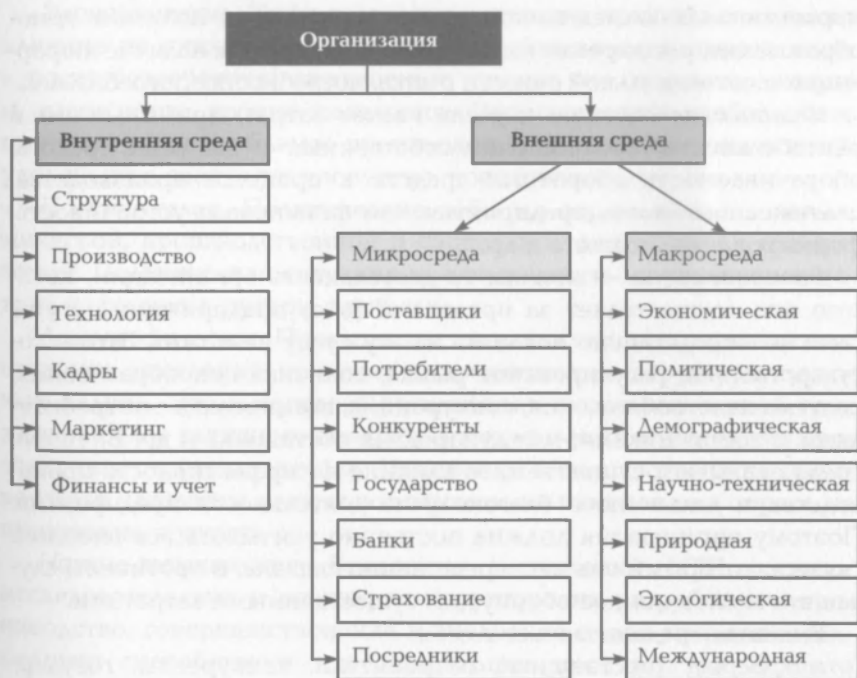 Организация
Внутренняя среда
Структура
Производство
Технология
Кадры
Маркетинг
Финансы и учет
Внешняя среда
Микросреда
Поставщики
Потребители
Конкуренты
Государство
Банки
Страхование
Посредники
Макросреда
Экономическая
Политическая
Демографическая
Научно-техническая
Природная
Экологическая
Международная